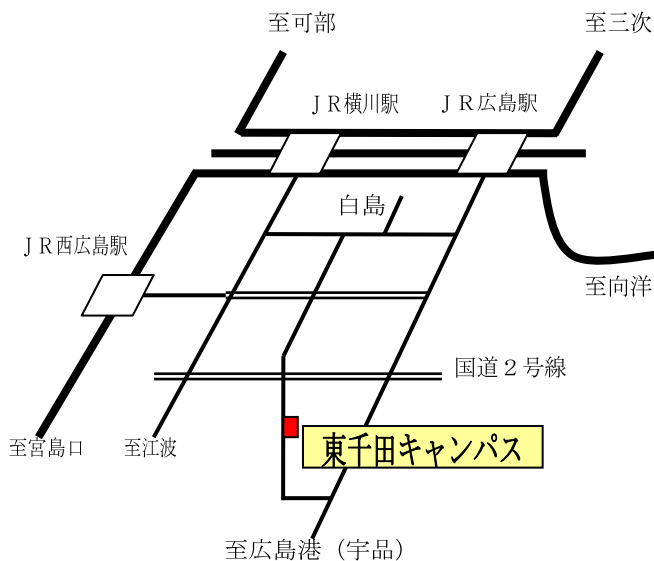 至可部
至三次
ＪＲ横川駅
ＪＲ広島駅
白島
ＪＲ西広島駅
至向洋
国道２号線
東千田キャンパス
至宮島口
至江波
至広島港（宇品）